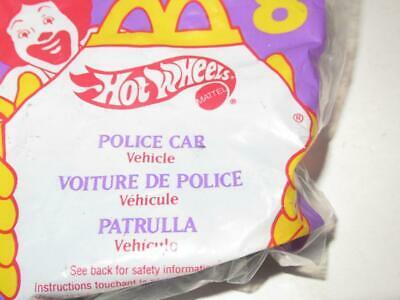 8
HOT WHEELS®
MATTEL
®
POLICE CAR
Vehicle
VOITURE DE POLICE
Véhicule
PATRULLA
Vehículo
See back for safety informati
Instructions touchant